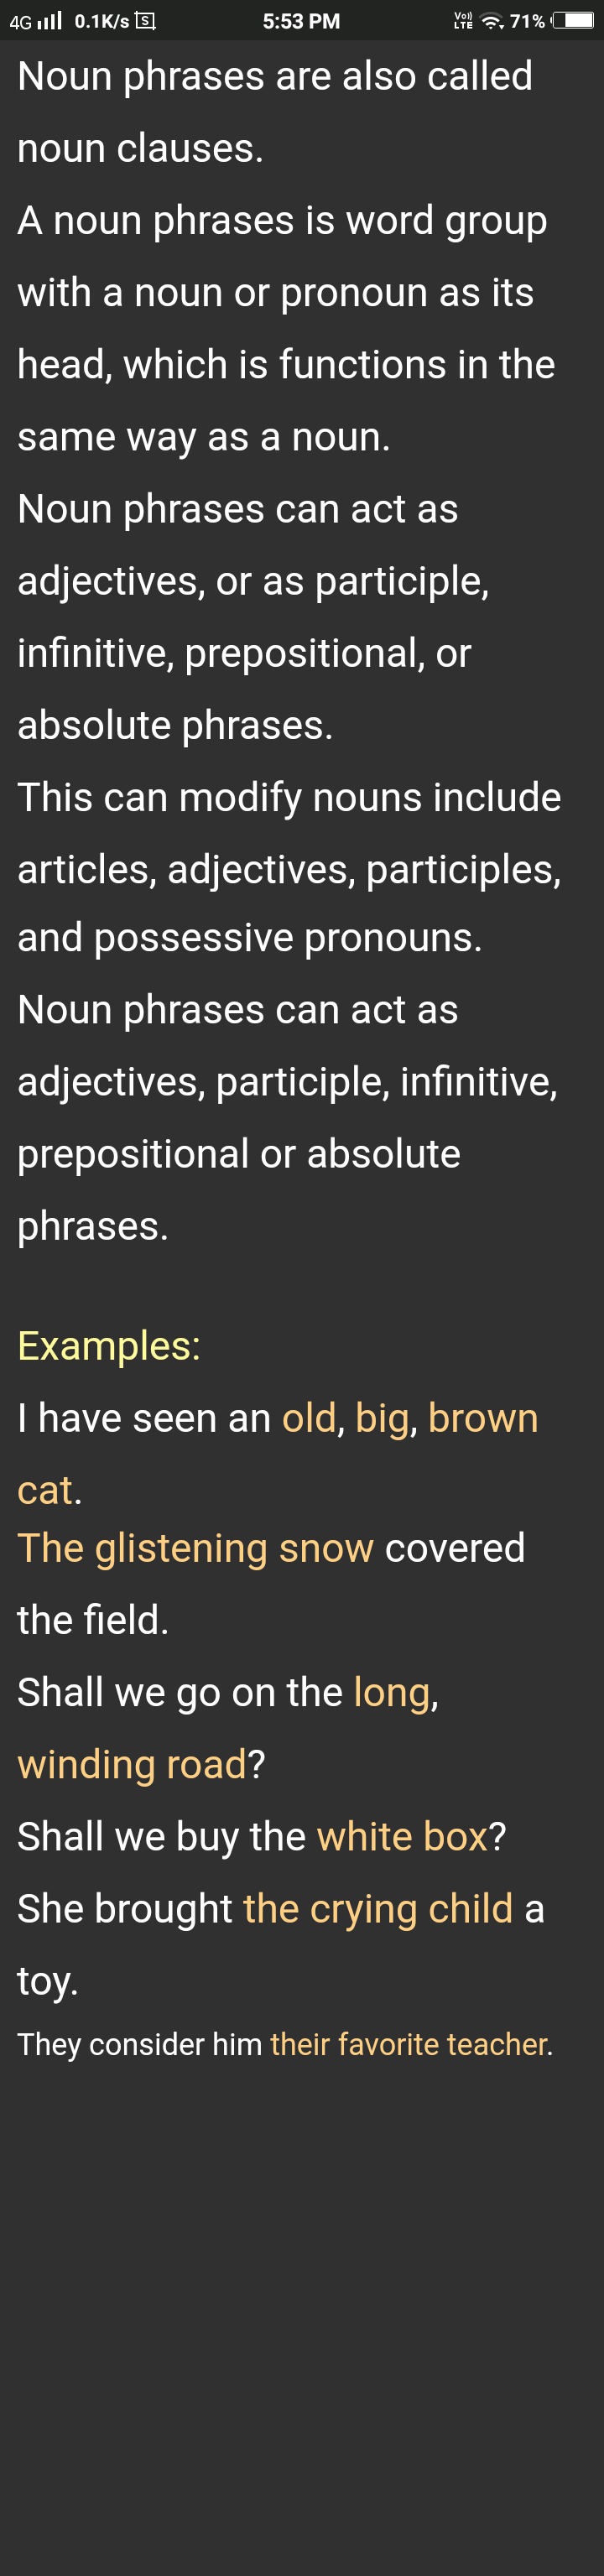 4G 0.1K/s S 5:53 PM Vo)) LTE 71%
Noun phrases are also called
noun clauses.
A noun phrases is word group
with a noun or pronoun as its
head, which is functions in the
same way as a noun.
Noun phrases can act as
adjectives, or as participle,
infinitive, prepositional, or
absolute phrases.
This can modify nouns include
articles, adjectives, participles,
and possessive pronouns.
Noun phrases can act as
adjectives, participle, infinitive,
prepositional or absolute
phrases.
Examples:
I have seen an old, big, brown
cat.
The glistening snow covered
the field.
Shall we go on the long,
winding road?
Shall we buy the white box?
She brought the crying child a
toy.
They consider him their favorite teacher.